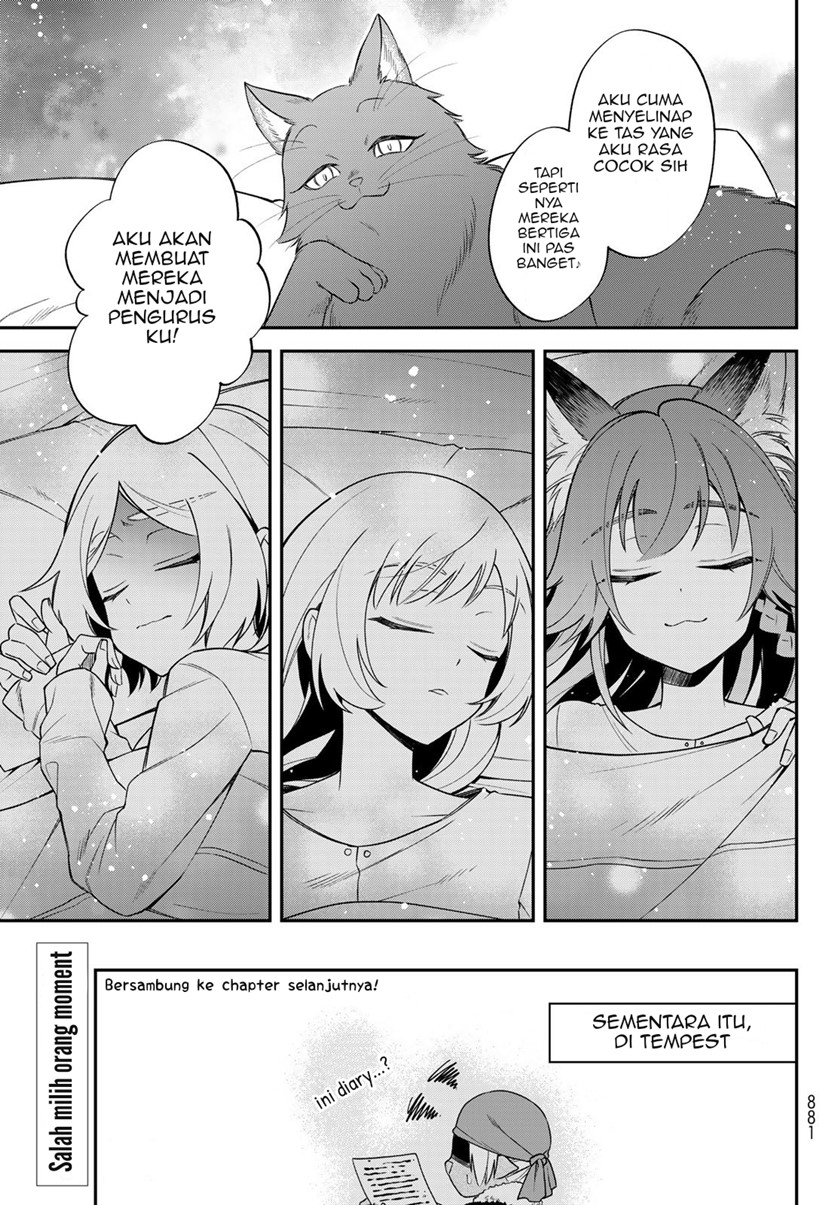 AKU CUMA
MENYELINAP
KE TAS YANG
AKU RASA
COCOK SIH
TAPI
SEPERTI
NYA
MEREKA
BERTIGA
INI PAS
BANGET♪
AKU AKAN
MEMBUAT
MEREKA
MENJADI
PENGURUS
KU!
Bersambung ke chapter selanjutnya!
SEMENTARA ITU,
DI TEMPEST
ini diary...?
Salah milih orang moment
881